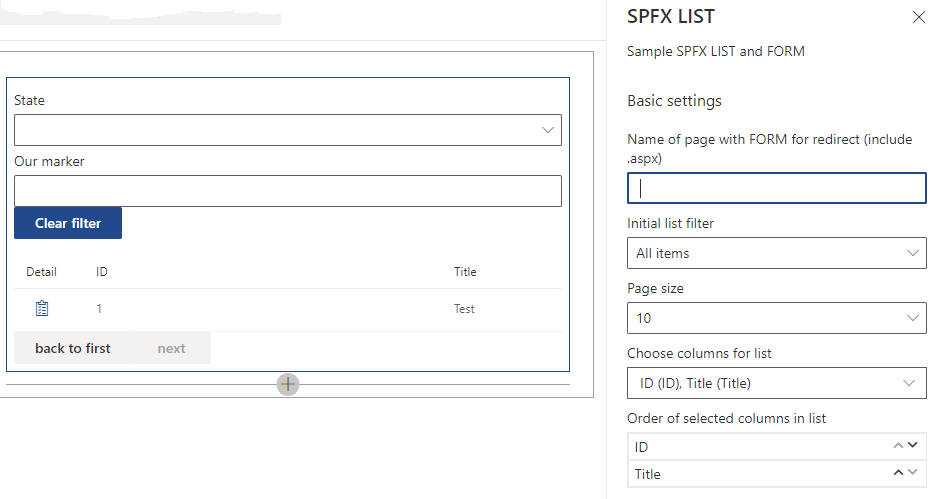 State
Our marker
Clear filter
Detail ID Title
1 Test
back to first next
SPFX LIST
Sample SPFX LIST and FORM
Basic settings
Name of page with FORM for redirect (include
.aspx)
Initial list filter
All items
Page size
10
Choose columns for list
ID (ID), Title (Title)
Order of selected columns in list
ID
Title